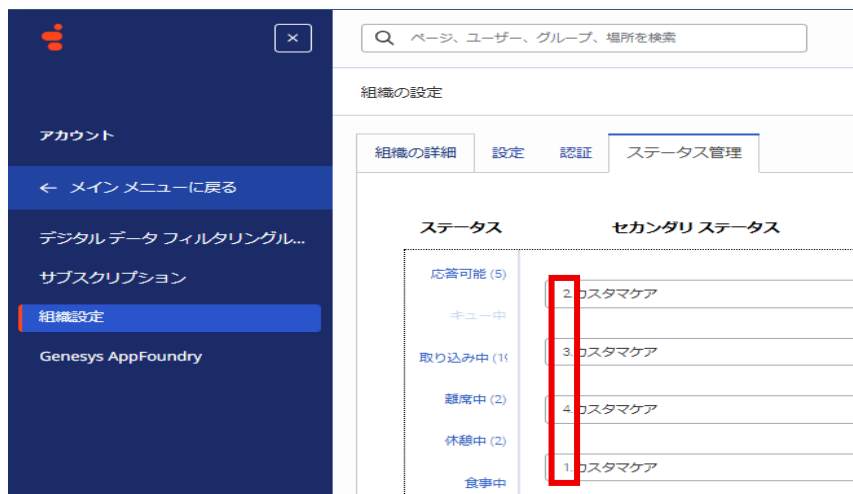 ×
ページ、ユーザー、グループ、場所を検索
組織の設定
アカウント
組織の詳細 設定 認証 ステータス管理
← メイン メニューに戻る
デジタル データ フィルタリングル...
サブスクリプション
組織設定
Genesys AppFoundry
ステータス セカンダリ ステータス
応答可能 (5)
2.カスタマケア
キュー中
取り込み中 (19
3.カスタマケア
離席中 (2)
4.カスタマケア
休憩中 (2)
1.カスタマケア
食事中